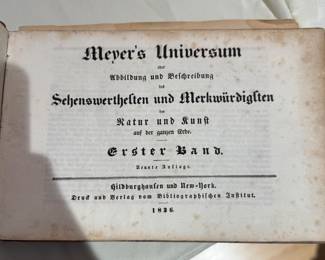 Meyer's Universum
oder
Abbildung und Beschreibung
des
Sehenswerthesten und Merkwürdigsten
der
Natur und Kunst
auf der ganzen Erde.
Erster Band.
Neunte Auflage.
Hildburghausen und New-York.
Druck und Verlag vom Bibliographischen Institut.
1836.